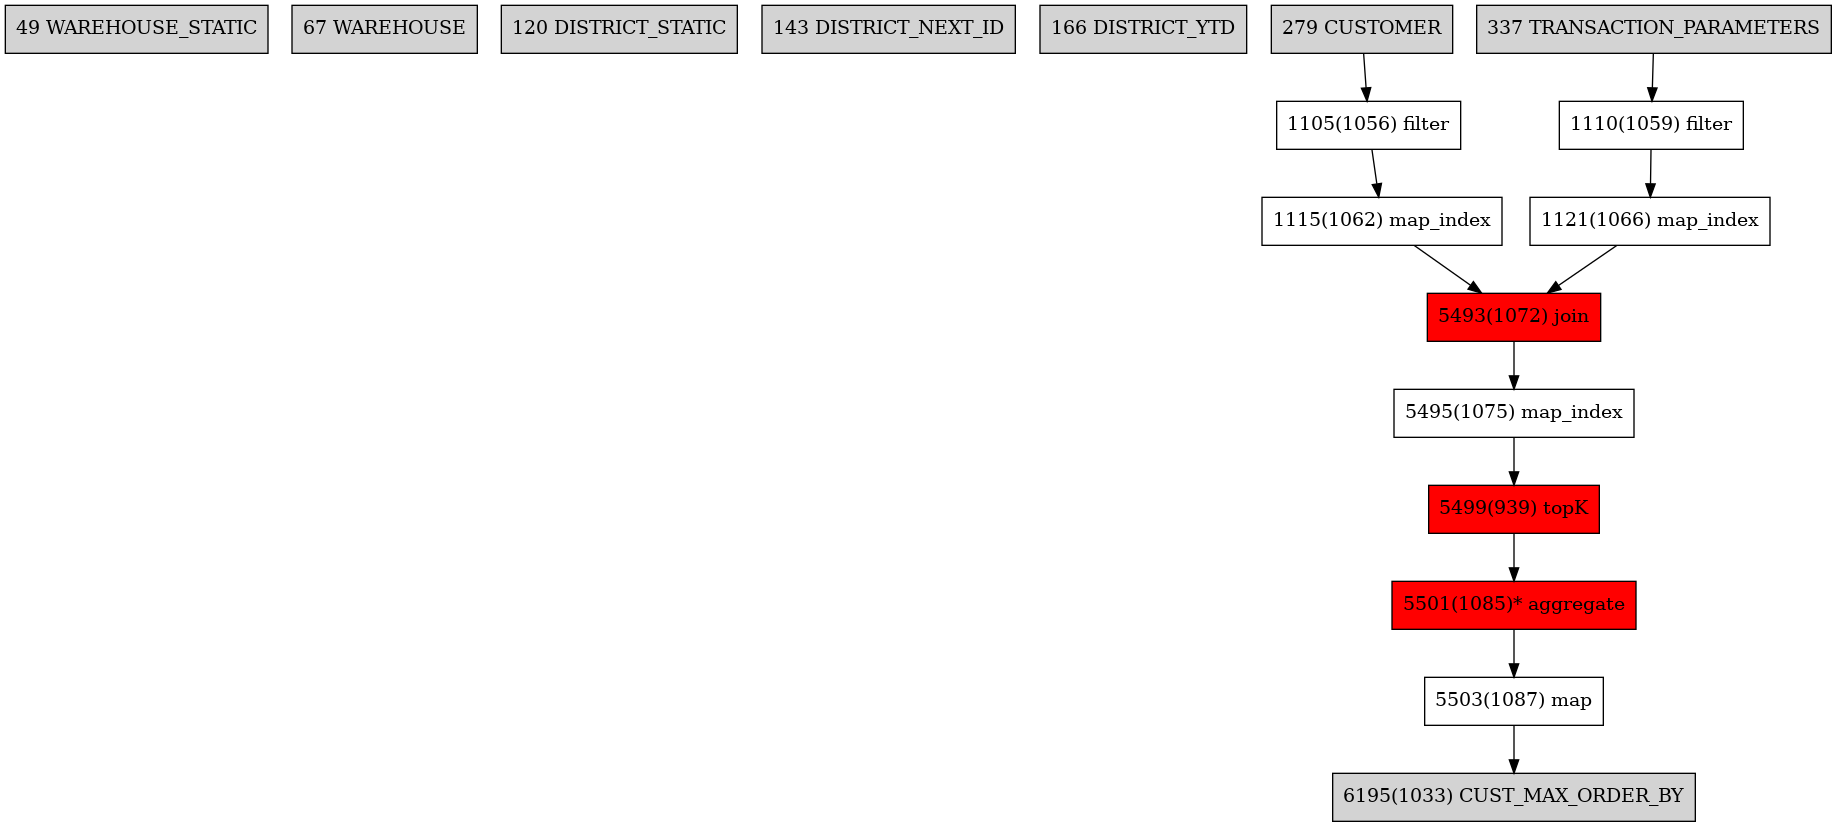 49 WAREHOUSE_STATIC
67 WAREHOUSE
120 DISTRICT_STATIC
143 DISTRICT_NEXT_ID
166 DISTRICT_YTD
279 CUSTOMER
337 TRANSACTION_PARAMETERS
1105(1056) filter
1110(1059) filter
1115(1062) map_index
1121(1066) map_index
5493(1072) join
5495(1075) map_index
5499(939) topK
5501(1085)* aggregate
5503(1087) map
6195(1033) CUST_MAX_ORDER_BY